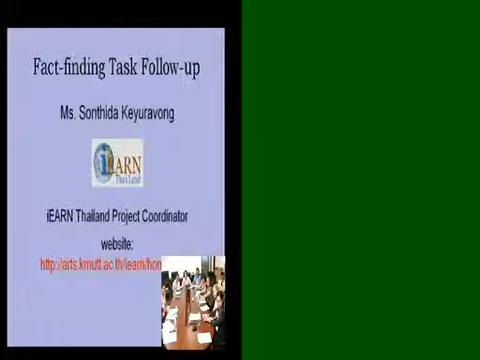 Fact-finding Task Follow-up
Ms. Sonthida Keyuravong
iEARN
Thailand
iEARN Thailand Project Coordinator
website:
http://arts.kmutt.ac.th/iearn/hom